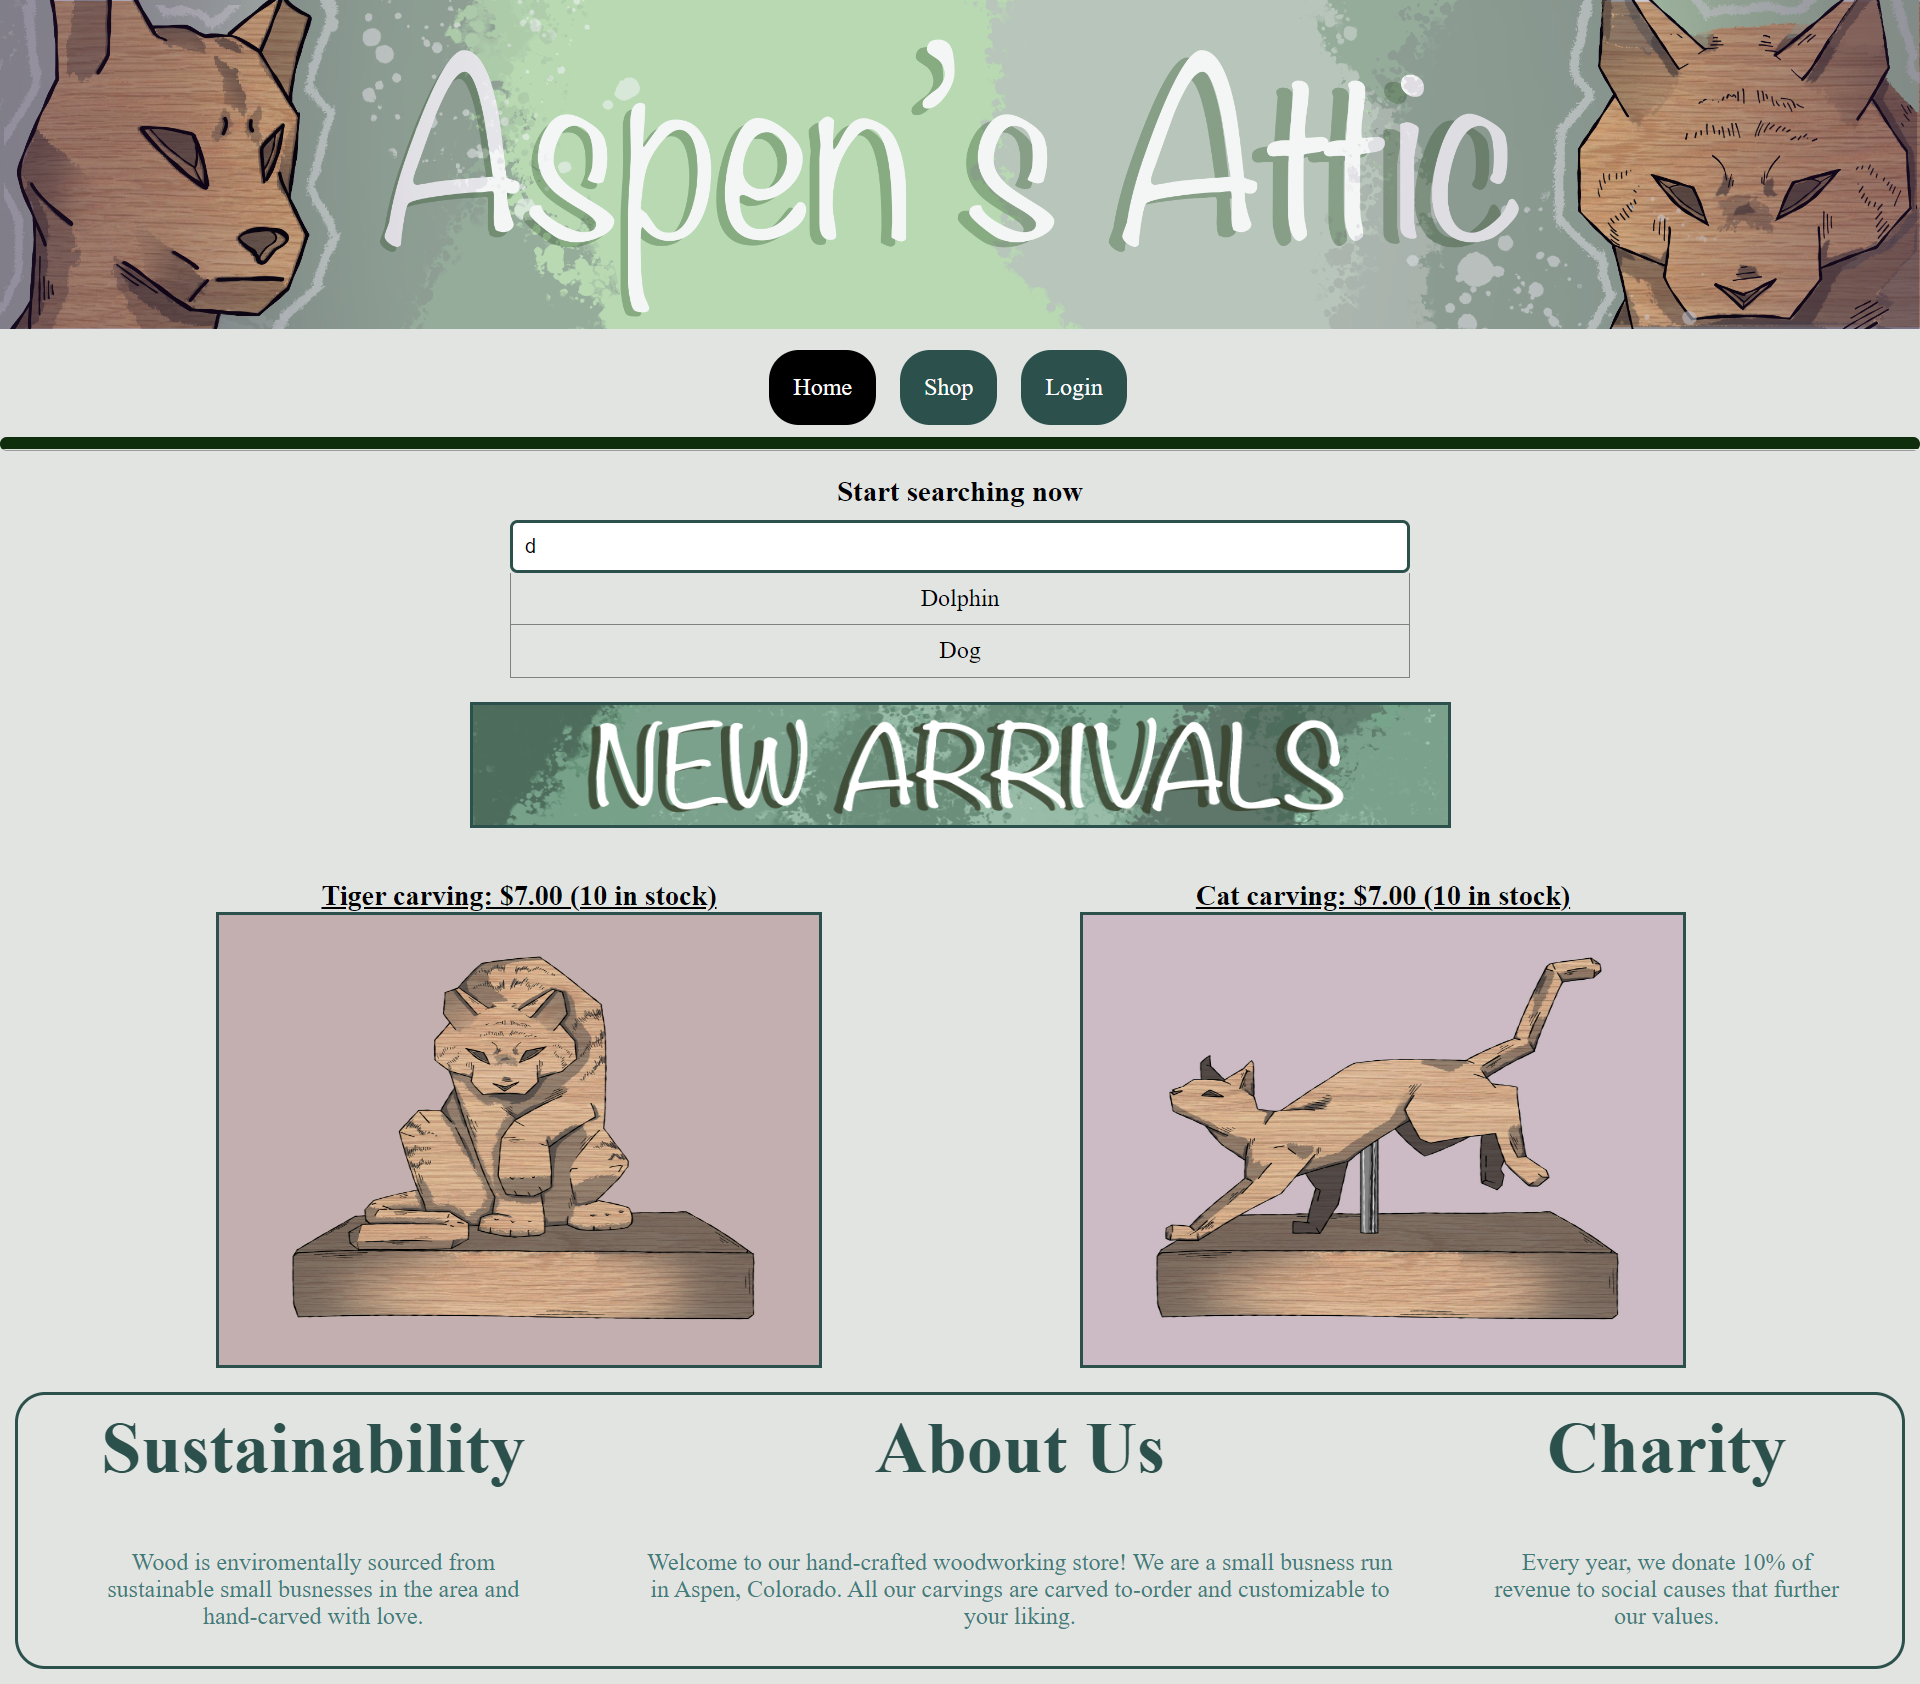 Aspen's Attic
Home
Shop
Login
Start searching now
d
Dolphin
Dog
NEW ARRIVALS
Tiger carving: $7.00 (10 in stock)
Cat carving: $7.00 (10 in stock)
Sustainability
Wood is enviromentally sourced from
sustainable small busnesses in the area and
hand-carved with love.
About Us
Welcome to our hand-crafted woodworking store! We are a small busness run
in Aspen, Colorado. All our carvings are carved to-order and customizable to
your liking.
Charity
Every year, we donate 10% of
revenue to social causes that further
our values.